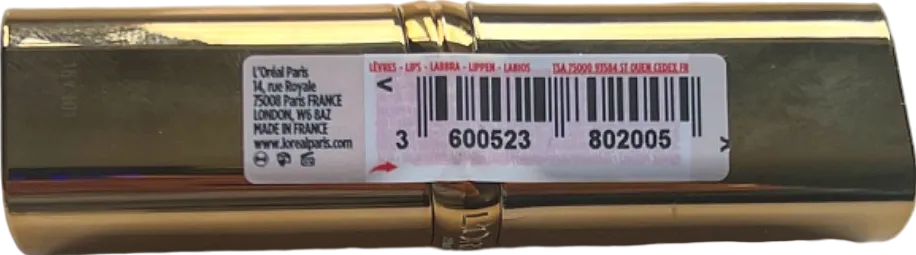 L'Oréal Paris
14, rue Royale
75008 Paris FRANCE
LONDON, W6 8AZ
MADE IN FRANCE
www.lorealparis.com
LÈVRES - LIPS - LABBRA - LIPPEN - LABIOS TSA 75000 93584 ST OUEN CEDEX FR
< 3 600523 802005 >
L'OR